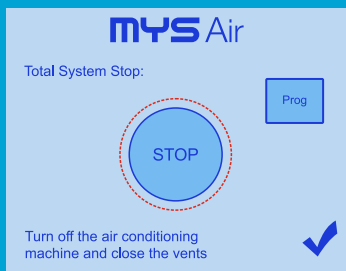 MYS Air
Total System Stop:
Prog
STOP
Turn off the air conditioning
machine and close the vents